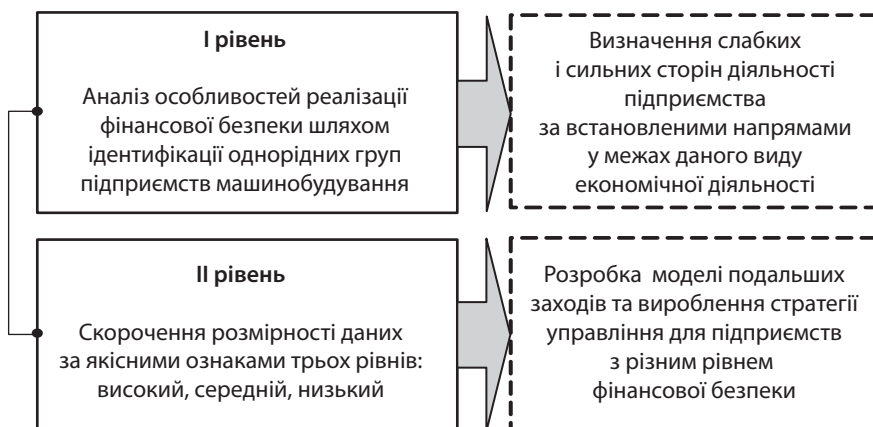 I рівень
Аналіз особливостей реалізації
фінансової безпеки шляхом
ідентифікації однорідних груп
підприємств машинобудування
Визначення слабких
і сильних сторін діяльності
підприємства
за встановленими напрямами
у межах даного виду
економічної діяльності
II рівень
Скорочення розмірності даних
за якісними ознаками трьох рівнів:
високий, середній, низький
Розробка моделі подальших
заходів та вироблення стратегії
управління для підприємств
з різним рівнем
фінансової безпеки